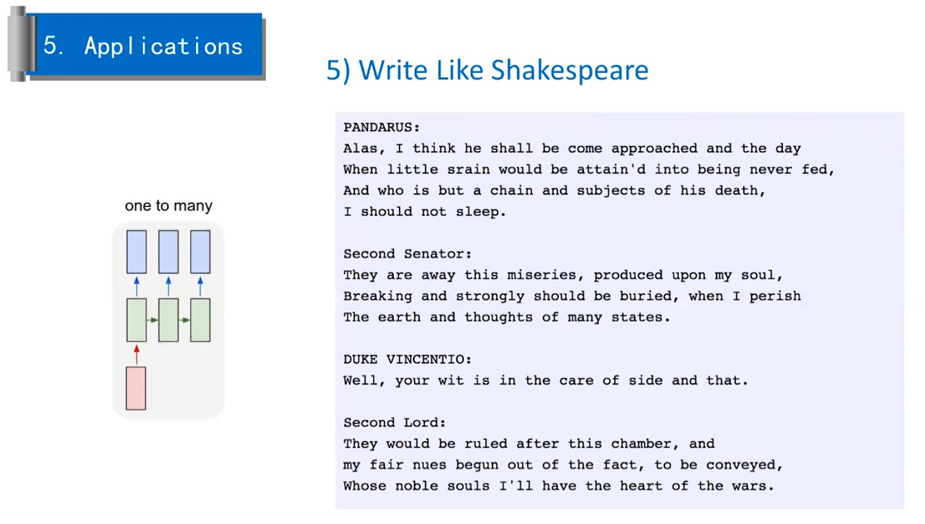 5. Applications
5) Write Like Shakespeare
one to many
PANDARUS:
Alas, I think he shall be come approached and the day
When little srain would be attain'd into being never fed,
And who is but a chain and subjects of his death,
I should not sleep.
Second Senator:
They are away this miseries, produced upon my soul,
Breaking and strongly should be buried, when I perish
The earth and thoughts of many states.
DUKE VINCENTIO:
Well, your wit is in the care of side and that.
Second Lord:
They would be ruled after this chamber, and
my fair nues begun out of the fact, to be conveyed,
Whose noble souls I'll have the heart of the wars.